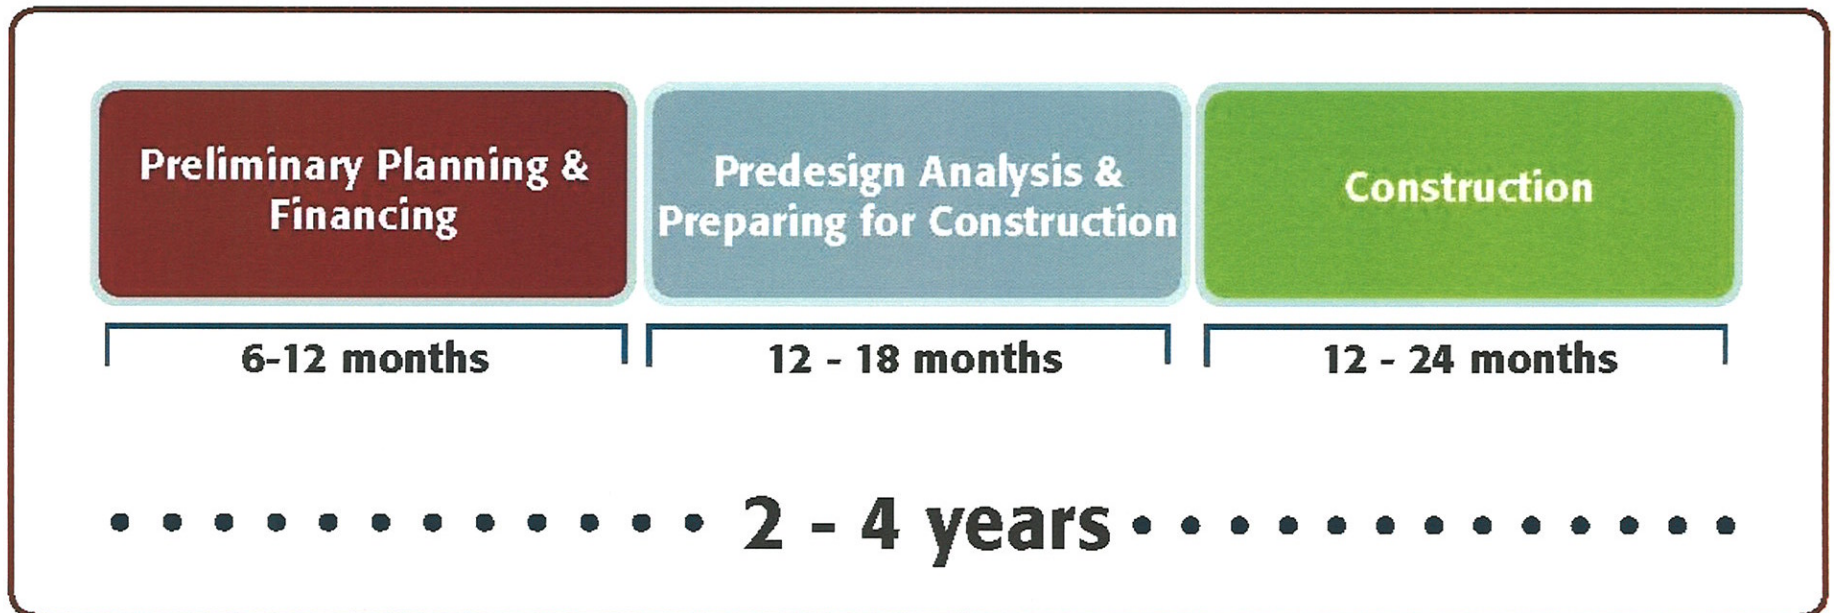 Preliminary Planning &
Financing
Predesign Analysis &
Preparing for Construction
Construction
6-12 months
12 - 18 months
12 - 24 months
2 - 4 years